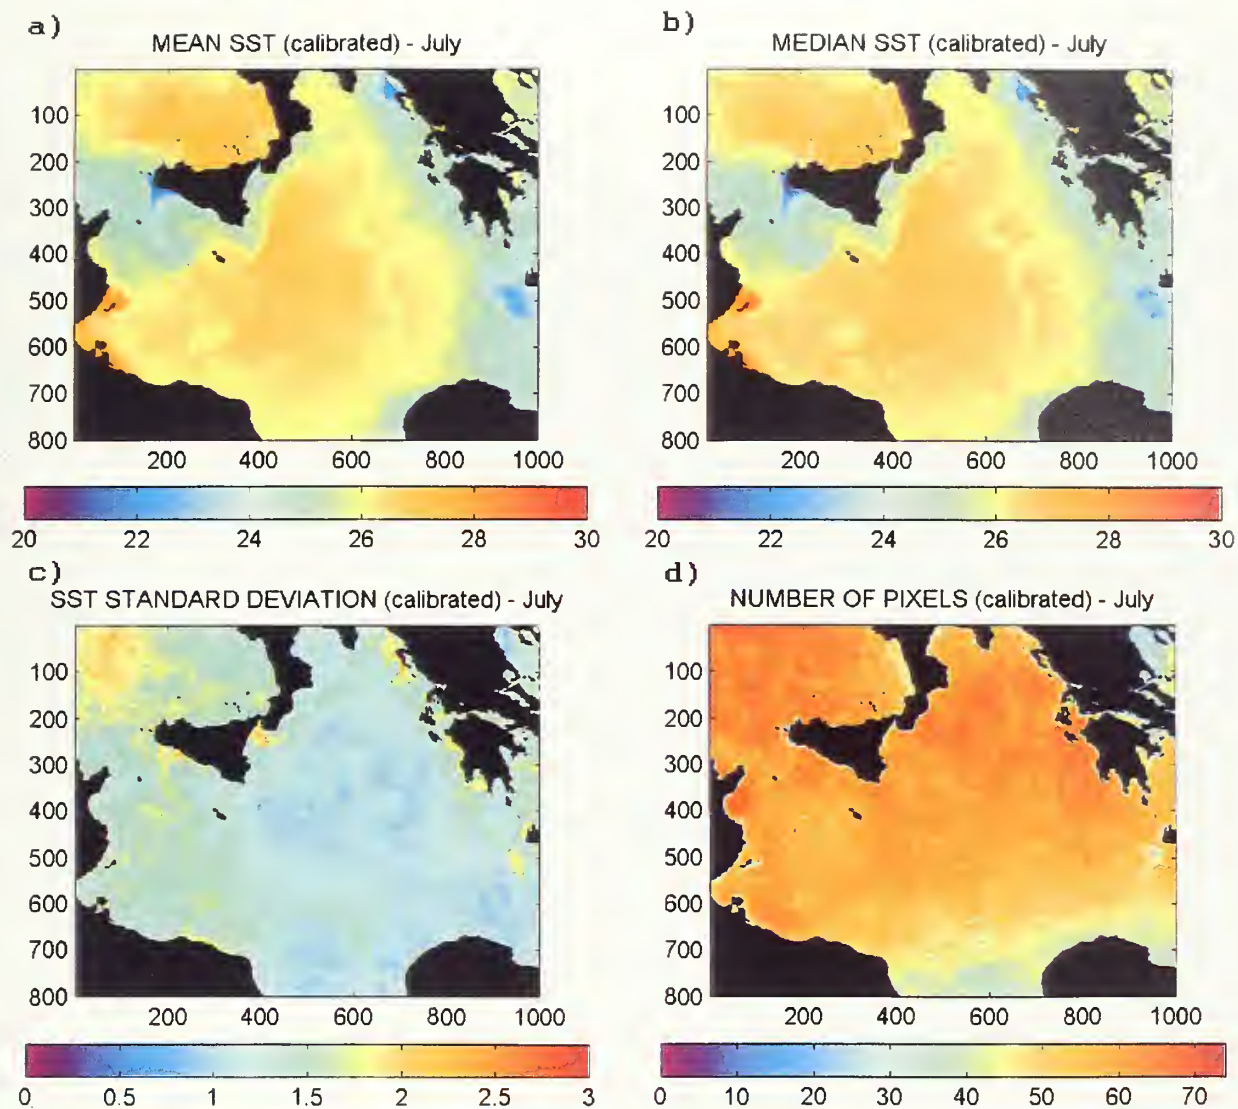 a)
MEAN SST (calibrated) - July
100
200
300
400
500
600
700
800
200 400 600 800 1000
20 22 24 26 28 30
b)
MEDIAN SST (calibrated) - July
100
200
300
400
500
600
700
800
200 400 600 800 1000
20 22 24 26 28 30
c)
SST STANDARD DEVIATION (calibrated) - July
100
200
300
400
500
600
700
800
200 400 600 800 1000
0 0.5 1 1.5 2 2.5 3
d)
NUMBER OF PIXELS (calibrated) - July
100
200
300
400
500
600
700
800
200 400 600 800 1000
0 10 20 30 40 50 60 70